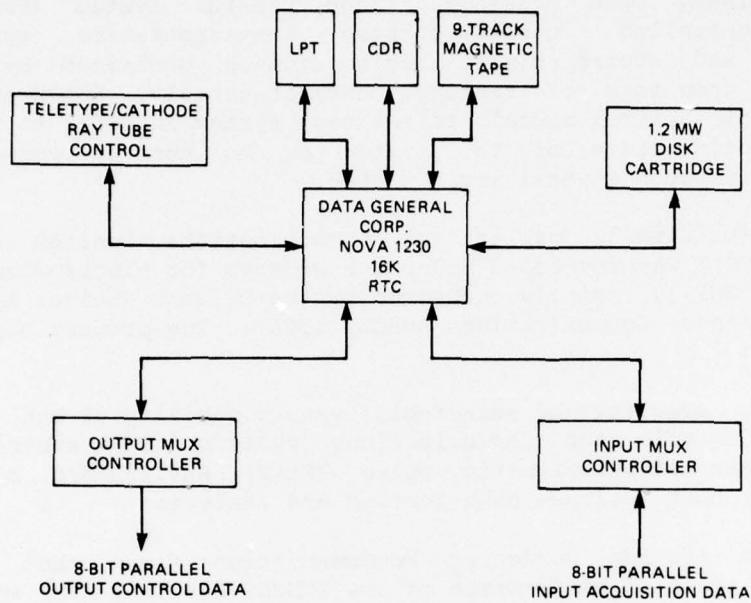 LPT
CDR
9-TRACK
MAGNETIC
TAPE
TELETYPE/CATHODE
RAY TUBE
CONTROL
1.2 MW
DISK
CARTRIDGE
DATA GENERAL
CORP.
NOVA 1230
16K
RTC
OUTPUT MUX
CONTROLLER
INPUT MUX
CONTROLLER
8-BIT PARALLEL
OUTPUT CONTROL DATA
8-BIT PARALLEL
INPUT ACQUISITION DATA